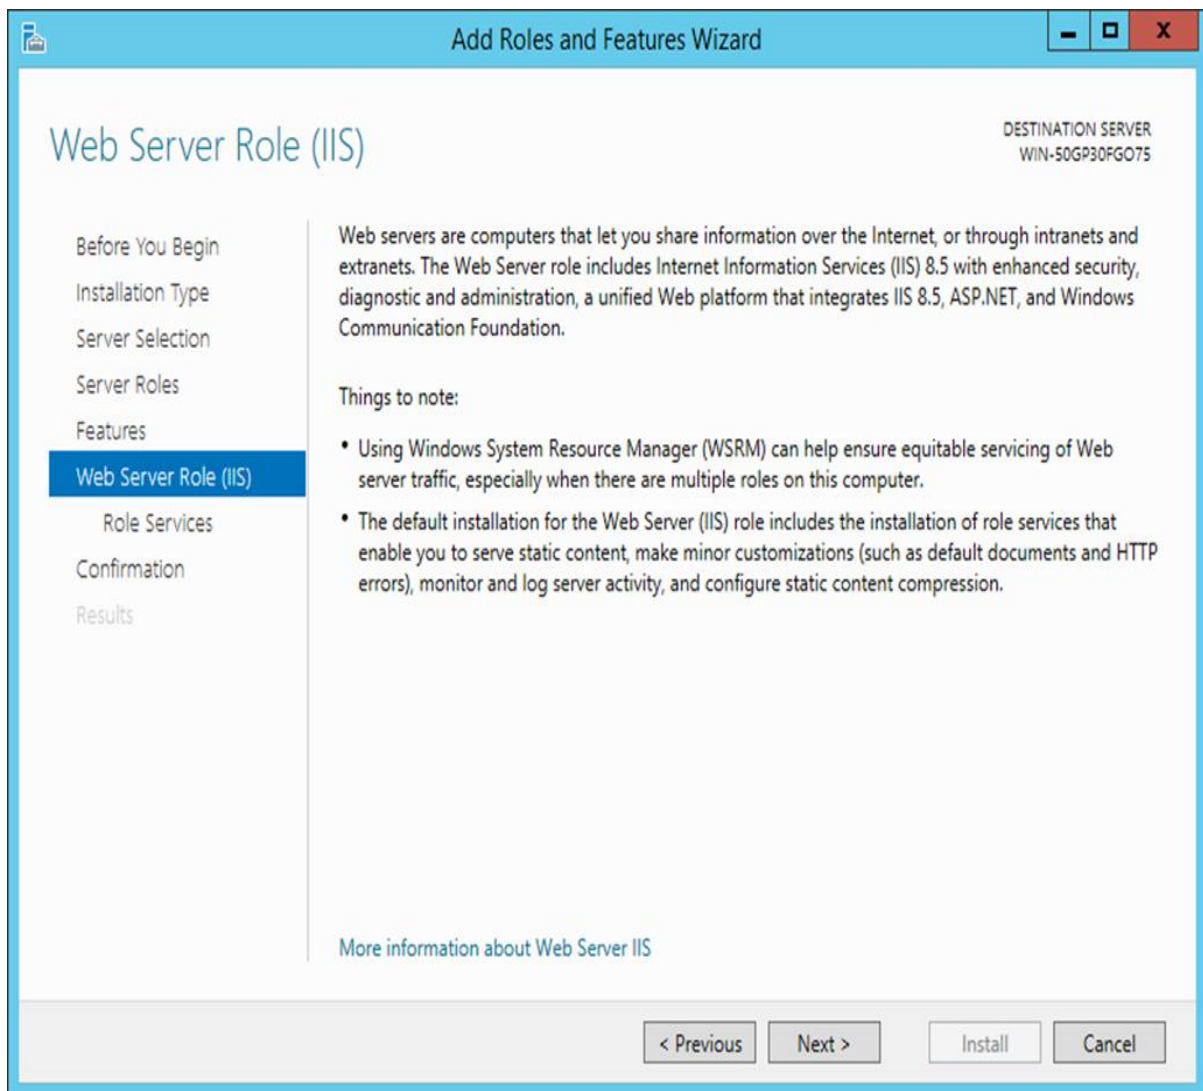 Add Roles and Features Wizard
Web Server Role (IIS)
DESTINATION SERVER
WIN-50GP30FGO75
Before You Begin
Installation Type
Server Selection
Server Roles
Features
Web Server Role (IIS)
Role Services
Confirmation
Results
Web servers are computers that let you share information over the Internet, or through intranets and
extranets. The Web Server role includes Internet Information Services (IIS) 8.5 with enhanced security,
diagnostic and administration, a unified Web platform that integrates IIS 8.5, ASP.NET, and Windows
Communication Foundation.
Things to note:
• Using Windows System Resource Manager (WSRM) can help ensure equitable servicing of Web
server traffic, especially when there are multiple roles on this computer.
• The default installation for the Web Server (IIS) role includes the installation of role services that
enable you to serve static content, make minor customizations (such as default documents and HTTP
errors), monitor and log server activity, and configure static content compression.
More information about Web Server IIS
< Previous
Next >
Install
Cancel